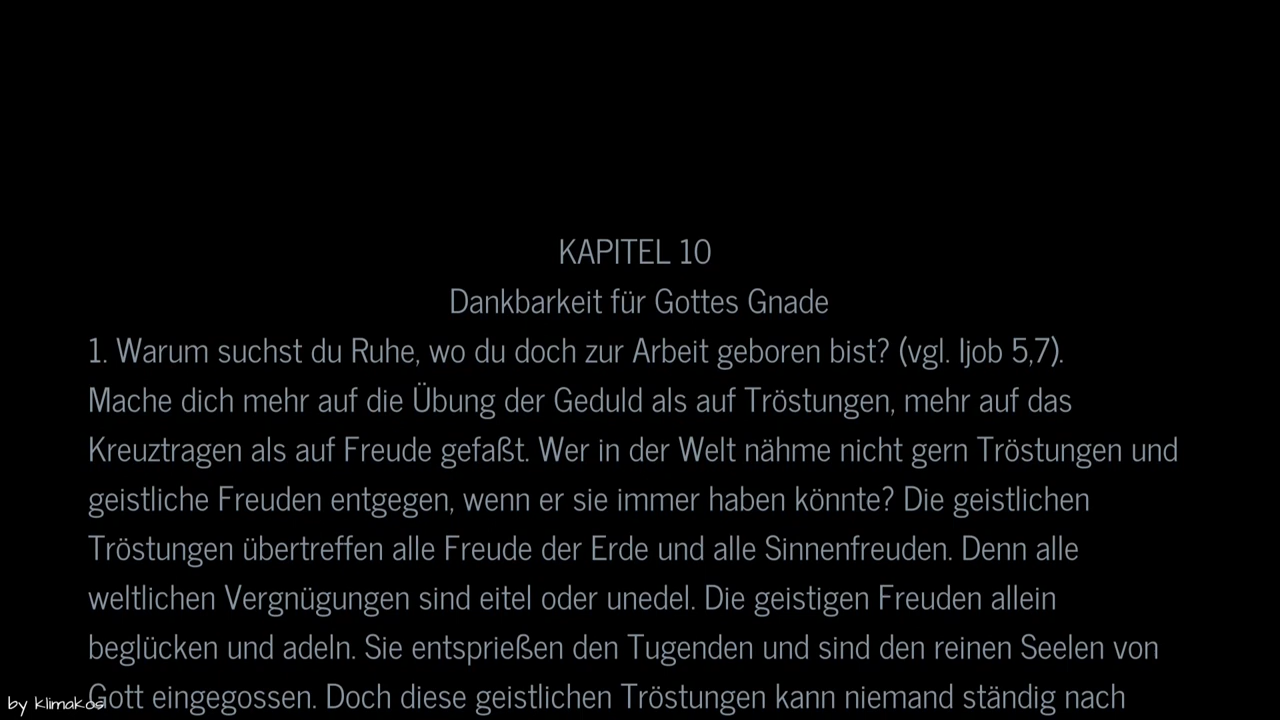 KAPITEL 10
Dankbarkeit für Gottes Gnade
1. Warum suchst du Ruhe, wo du doch zur Arbeit geboren bist? (vgl. Ijob 5,7).
Mache dich mehr auf die Übung der Geduld als auf Tröstungen, mehr auf das
Kreuztragen als auf Freude gefaßt. Wer in der Welt nähme nicht gern Tröstungen und
geistliche Freuden entgegen, wenn er sie immer haben könnte? Die geistlichen
Tröstungen übertreffen alle Freude der Erde und alle Sinnenfreuden. Denn alle
weltlichen Vergnügungen sind eitel oder unedel. Die geistigen Freuden allein
beglücken und adeln. Sie entsprießen den Tugenden und sind den reinen Seelen von
Gott eingegossen. Doch diese geistlichen Tröstungen kann niemand ständig nach
by klimakos